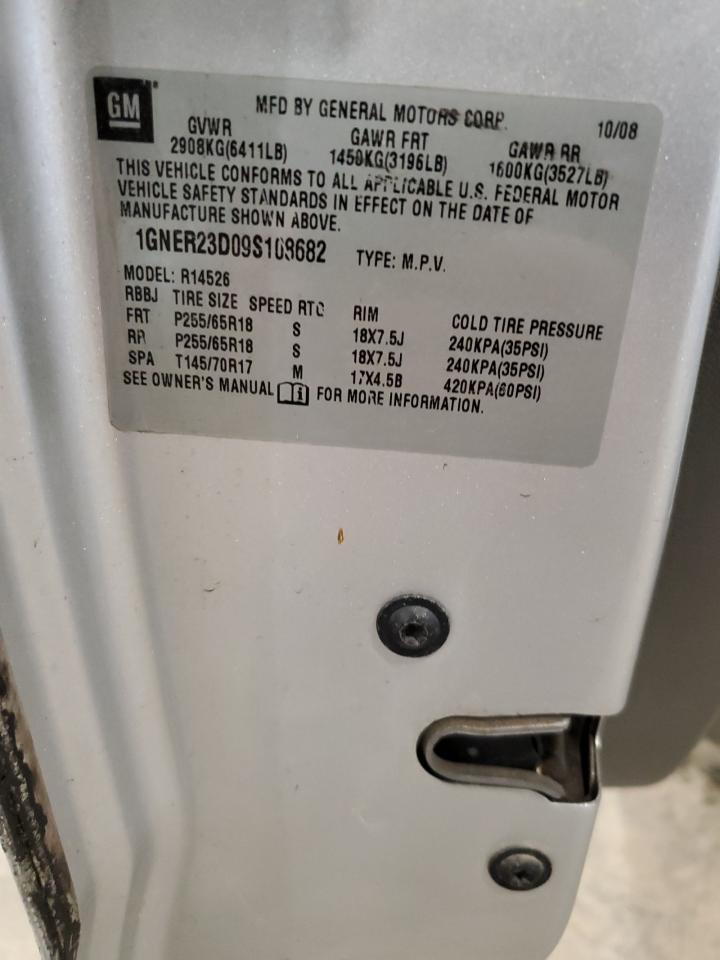 GM
MFD BY GENERAL MOTORS CORP. 10/08
GVWR GAWR FRT GAWR RR
2908KG(6411LB) 1450KG(3196LB) 1600KG(3527LB)
THIS VEHICLE CONFORMS TO ALL APPLICABLE U.S. FEDERAL MOTOR
VEHICLE SAFETY STANDARDS IN EFFECT ON THE DATE OF
MANUFACTURE SHOWN ABOVE.
1GNER23D09S108682 TYPE: M.P.V.
MODEL: R14526
RBBJ TIRE SIZE SPEED RTG RIM COLD TIRE PRESSURE
FRT P255/65R18 S 18X7.5J 240KPA(35PSI)
RR P255/65R18 S 18X7.5J 240KPA(35PSI)
SPA T145/70R17 M 17X4.5B 420KPA(60PSI)
SEE OWNER'S MANUAL i FOR MORE INFORMATION.